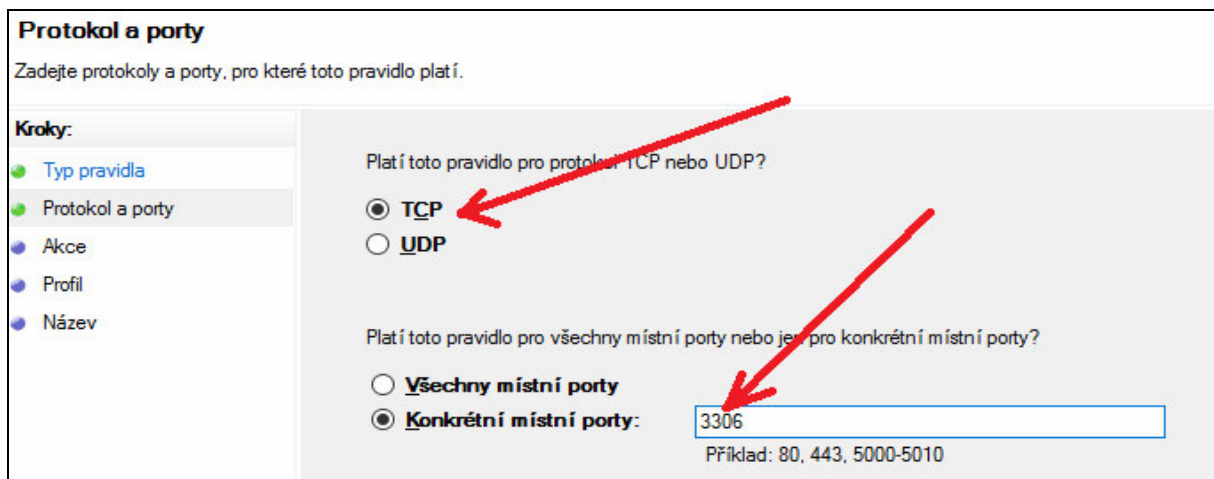 Protokol a porty
Zadejte protokoly a porty, pro které toto pravidlo platí.
Kroky:
Typ pravidla
Protokol a porty
Akce
Profil
Název
Platí toto pravidlo pro protokol TCP nebo UDP?
TCP
UDP
Platí toto pravidlo pro všechny místní porty nebo jen pro konkrétní místní porty?
Všechny místní porty
Konkrétní místní porty: 3306
Příklad: 80, 443, 5000-5010